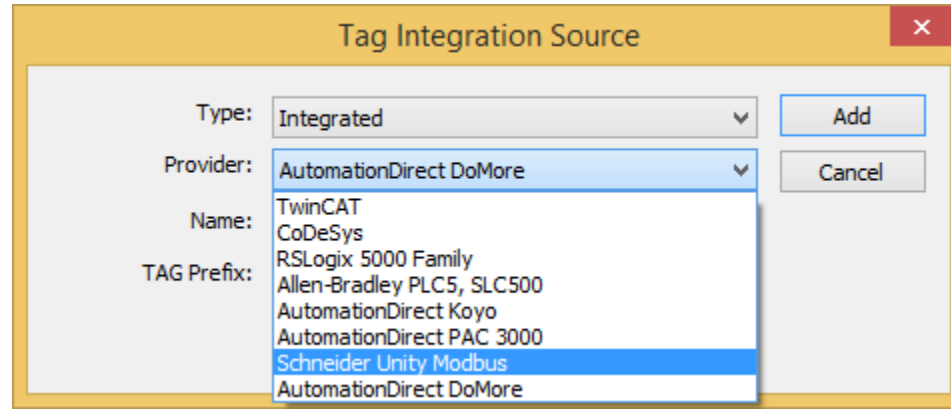 Tag Integration Source
Type: Integrated Add
Provider: AutomationDirect DoMore Cancel
Name: TwinCAT
CoDeSys
TAG Prefix: RSLogix 5000 Family
Allen-Bradley PLC5, SLC500
AutomationDirect Koyo
AutomationDirect PAC 3000
Schneider Unity Modbus
AutomationDirect DoMore